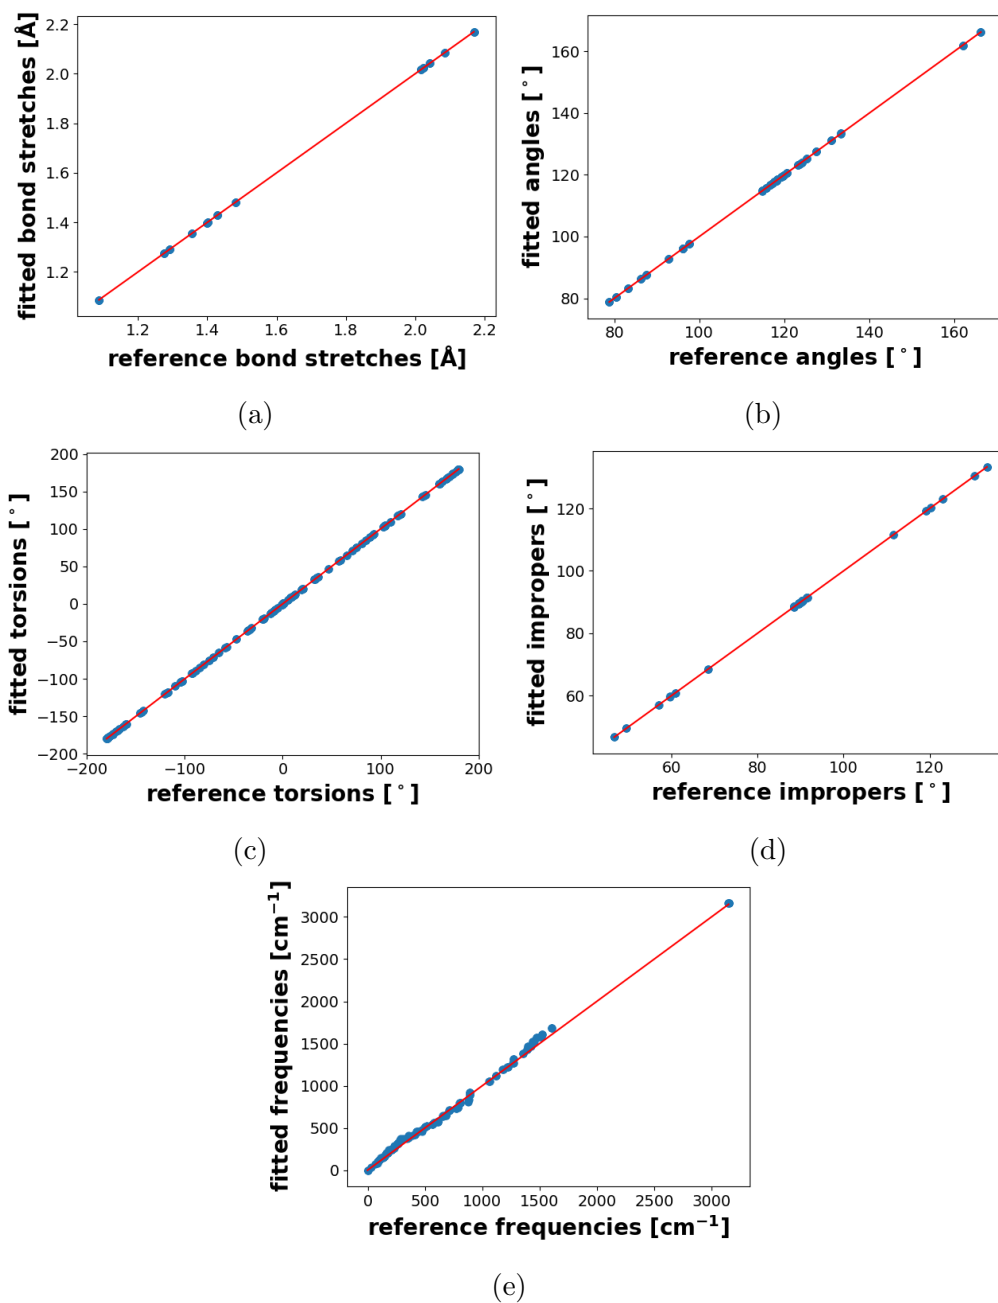 2.2
2.0
1.8
1.6
1.4
1.2
fitted bond stretches [Å]
1.2 1.4 1.6 1.8 2.0 2.2
reference bond stretches [Å]
(a)
160
140
120
100
80
fitted angles [°]
80 100 120 140 160
reference angles [°]
(b)
200
150
100
50
0
−50
−100
−150
−200
fitted torsions [°]
−200 −100 0 100 200
reference torsions [°]
(c)
120
100
80
60
fitted impropers [°]
60 80 100 120
reference impropers [°]
(d)
3000
2500
2000
1500
1000
500
0
fitted frequencies [cm⁻¹]
0 500 1000 1500 2000 2500 3000
reference frequencies [cm⁻¹]
(e)